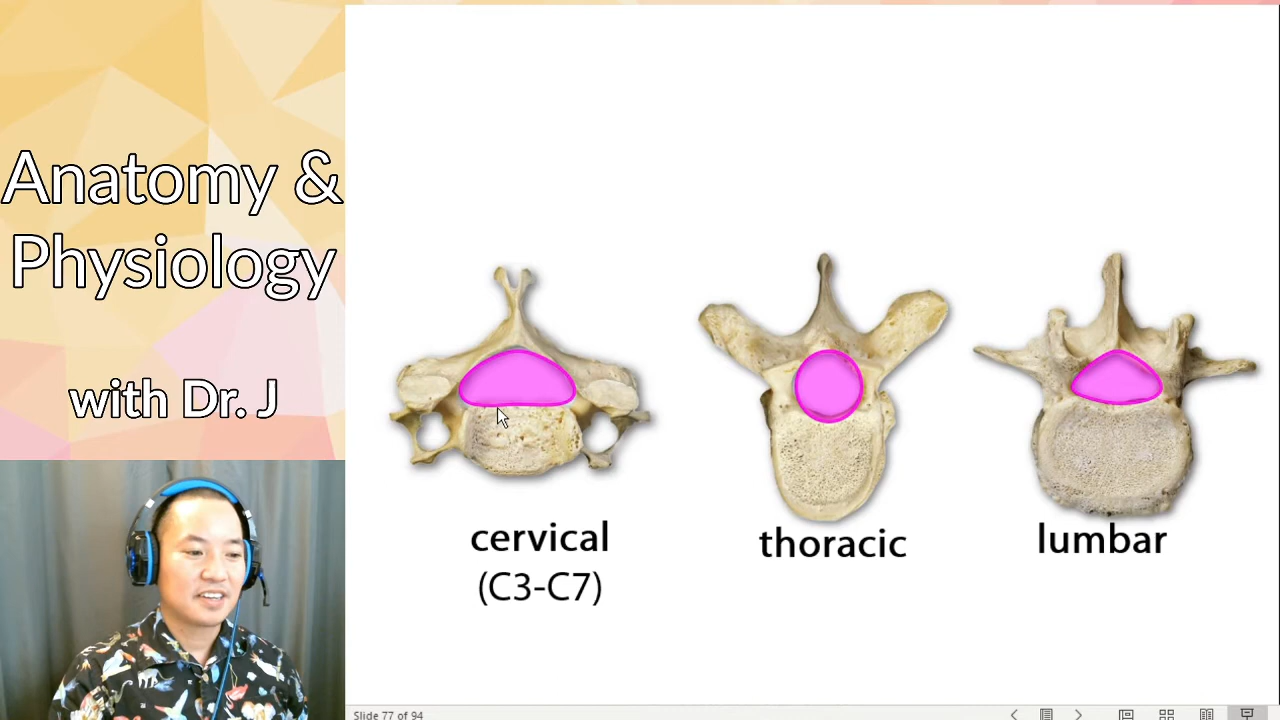 Anatomy &
Physiology
with Dr. J
cervical
(C3-C7)
thoracic
lumbar
Slide 77 of 94